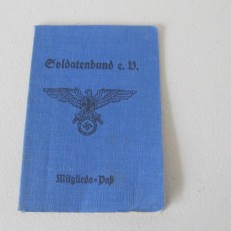 Soldatenbund e. V.
Mitglieds=Paß